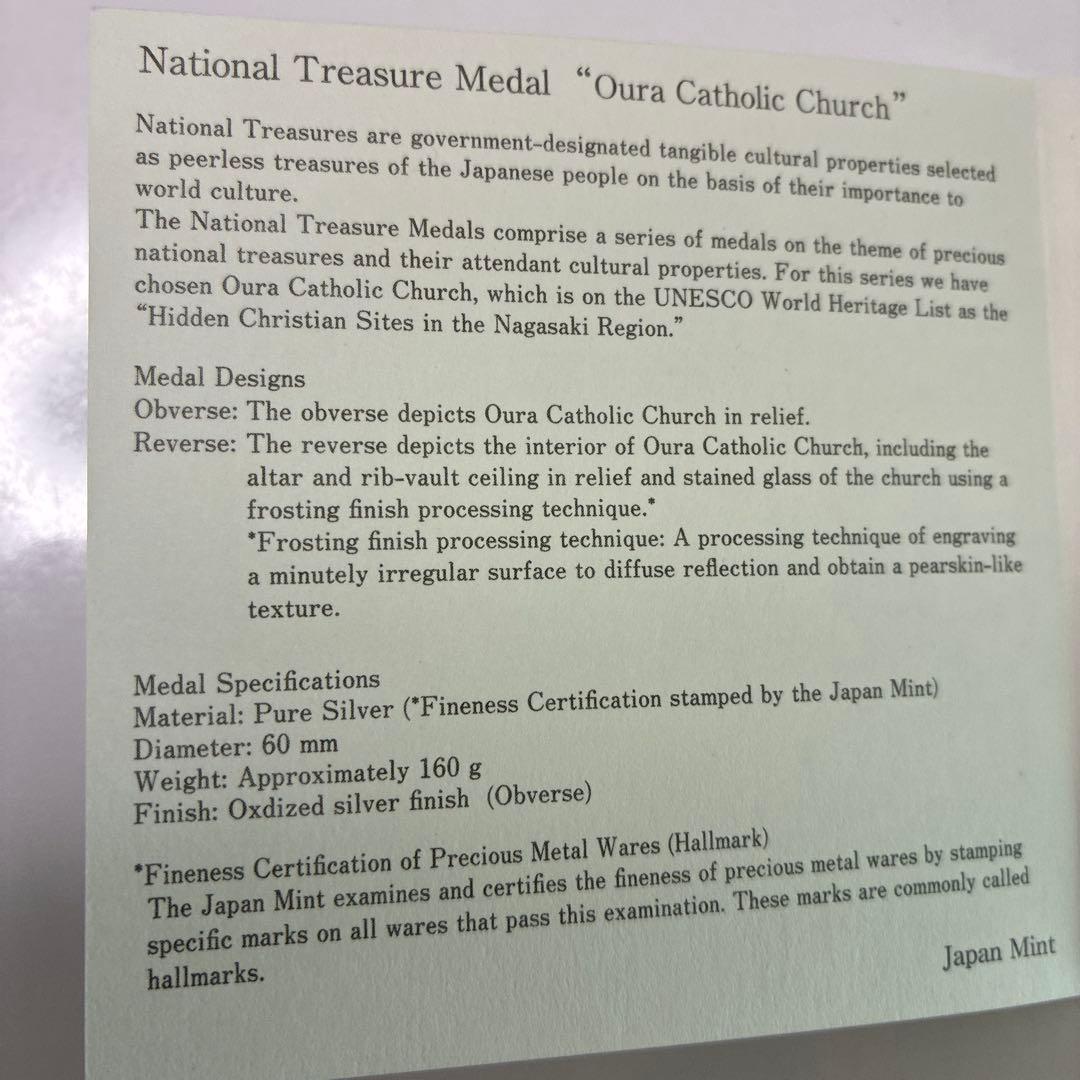 National Treasure Medal “Oura Catholic Church”
National Treasures are government-designated tangible cultural properties selected
as peerless treasures of the Japanese people on the basis of their importance to
world culture.
The National Treasure Medals comprise a series of medals on the theme of precious
national treasures and their attendant cultural properties. For this series we have
chosen Oura Catholic Church, which is on the UNESCO World Heritage List as the
“Hidden Christian Sites in the Nagasaki Region.”
Medal Designs
Obverse: The obverse depicts Oura Catholic Church in relief.
Reverse: The reverse depicts the interior of Oura Catholic Church, including the
altar and rib-vault ceiling in relief and stained glass of the church using a
frosting finish processing technique.*
*Frosting finish processing technique: A processing technique of engraving
a minutely irregular surface to diffuse reflection and obtain a pearskin-like
texture.
Medal Specifications
Material: Pure Silver (*Fineness Certification stamped by the Japan Mint)
Diameter: 60 mm
Weight: Approximately 160 g
Finish: Oxdized silver finish (Obverse)
*Fineness Certification of Precious Metal Wares (Hallmark)
The Japan Mint examines and certifies the fineness of precious metal wares by stamping
specific marks on all wares that pass this examination. These marks are commonly called
hallmarks.
Japan Mint